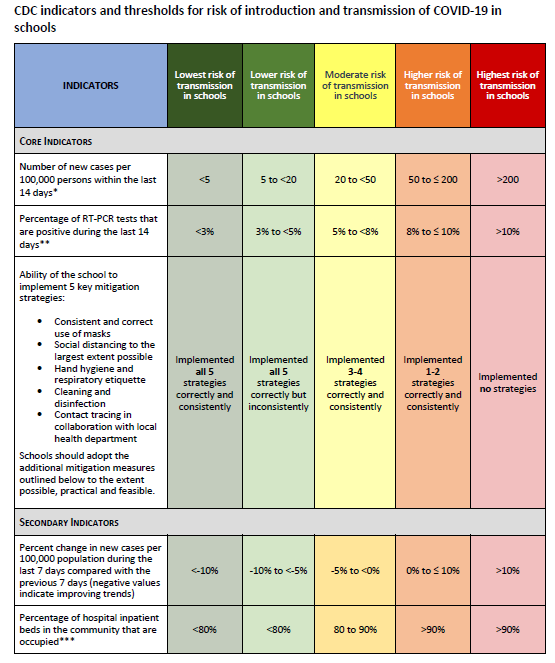 CDC indicators and thresholds for risk of introduction and transmission of COVID-19 in
schools
INDICATORS
Lowest risk of
transmission
in schools
Lower risk of
transmission
in schools
Moderate risk
of transmission
in schools
Higher risk of
transmission
in schools
Highest risk of
transmission
in schools
CORE INDICATORS
Number of new cases per
100,000 persons within the last
14 days*
<5
5 to <20
20 to <50
50 to ≤ 200
>200
Percentage of RT-PCR tests that
are positive during the last 14
days**
<3%
3% to <5%
5% to <8%
8% to ≤ 10%
>10%
Ability of the school to
implement 5 key mitigation
strategies:
• Consistent and correct
use of masks
• Social distancing to the
largest extent possible
• Hand hygiene and
respiratory etiquette
• Cleaning and
disinfection
• Contact tracing in
collaboration with local
health department
Schools should adopt the
additional mitigation measures
outlined below to the extent
possible, practical and feasible.
Implemented
all 5
strategies
correctly and
consistently
Implemented
all 5
strategies
correctly but
inconsistently
Implemented
3-4
strategies
correctly and
consistently
Implemented
1-2
strategies
correctly and
consistently
Implemented
no strategies
SECONDARY INDICATORS
Percent change in new cases per
100,000 population during the
last 7 days compared with the
previous 7 days (negative values
indicate improving trends)
<-10%
-10% to <-5%
-5% to <0%
0% to ≤ 10%
>10%
Percentage of hospital inpatient
beds in the community that are
occupied***
<80%
<80%
80 to 90%
>90%
>90%